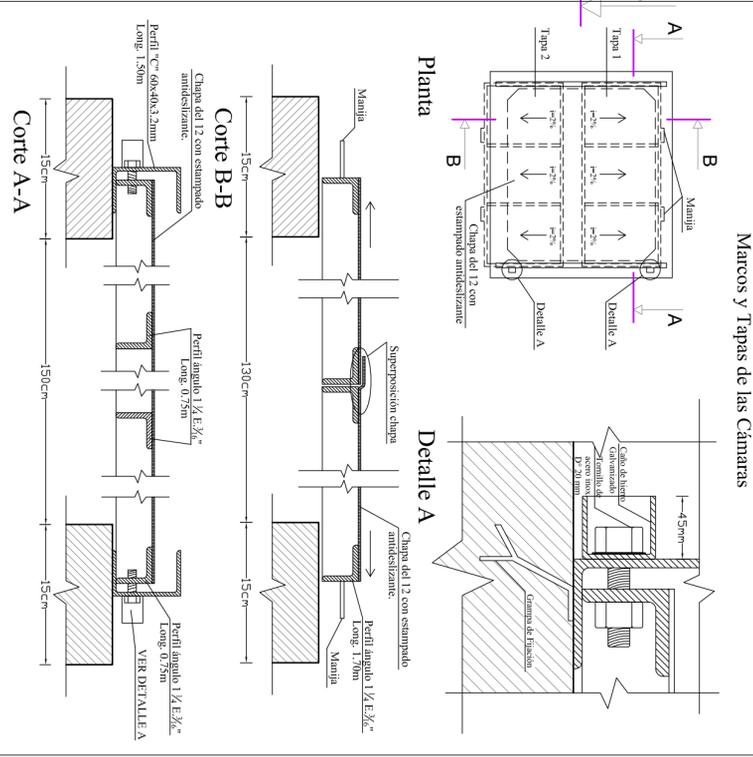 Marcos y Tapas de las Cámaras
Planta
A
A
B
B
Tapa 1
Tapa 2
i=2%
i=2%
i=2%
i=2%
i=2%
i=2%
Manija
Detalle A
Detalle A
Chapa del 12 con
estampado antideslizante
Detalle A
45mm
Caño de hierro
Galvanizado
Tornillo de
acero inox.
D° 20 mm
Grampa de Fijación
Corte B-B
Manija
Superposición chapa
Chapa del 12 con estampado
antideslizante.
Perfil ángulo 1 ¼ E.³⁄₁₆"
Long. 1.70m
Manija
15cm
130cm
15cm
Corte A-A
Perfil "C" 60x40x3.2mm
Long. 1.50m
Chapa del 12 con estampado
antideslizante.
Perfil ángulo 1 ¼ E.³⁄₁₆"
Long. 0.75m
Perfil ángulo 1 ¼ E.³⁄₁₆"
Long. 0.75m
VER DETALLE A
15cm
150cm
15cm